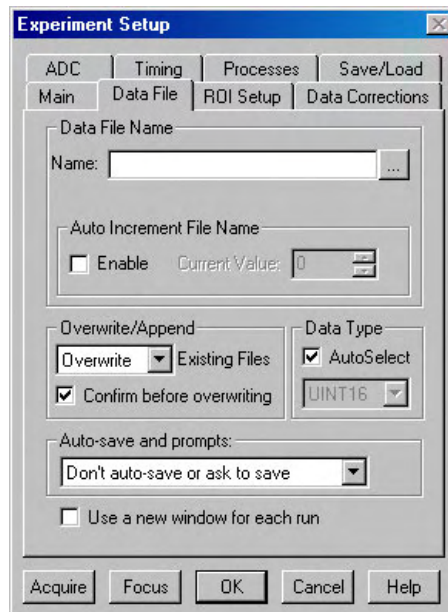 Experiment Setup
ADC Timing Processes Save/Load
Main Data File ROI Setup Data Corrections
Data File Name
Name: ...
Auto Increment File Name
Enable Current Value: 0
Overwrite/Append Data Type
Overwrite Existing Files AutoSelect
Confirm before overwriting UINT16
Auto-save and prompts:
Don't auto-save or ask to save
Use a new window for each run
Acquire Focus OK Cancel Help